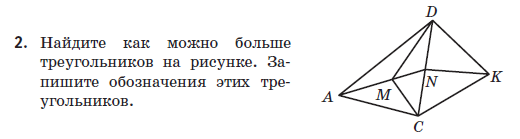 2. Найдите как можно больше
треугольников на рисунке. За-
пишите обозначения этих тре-
угольников.
D
N
K
A
M
C